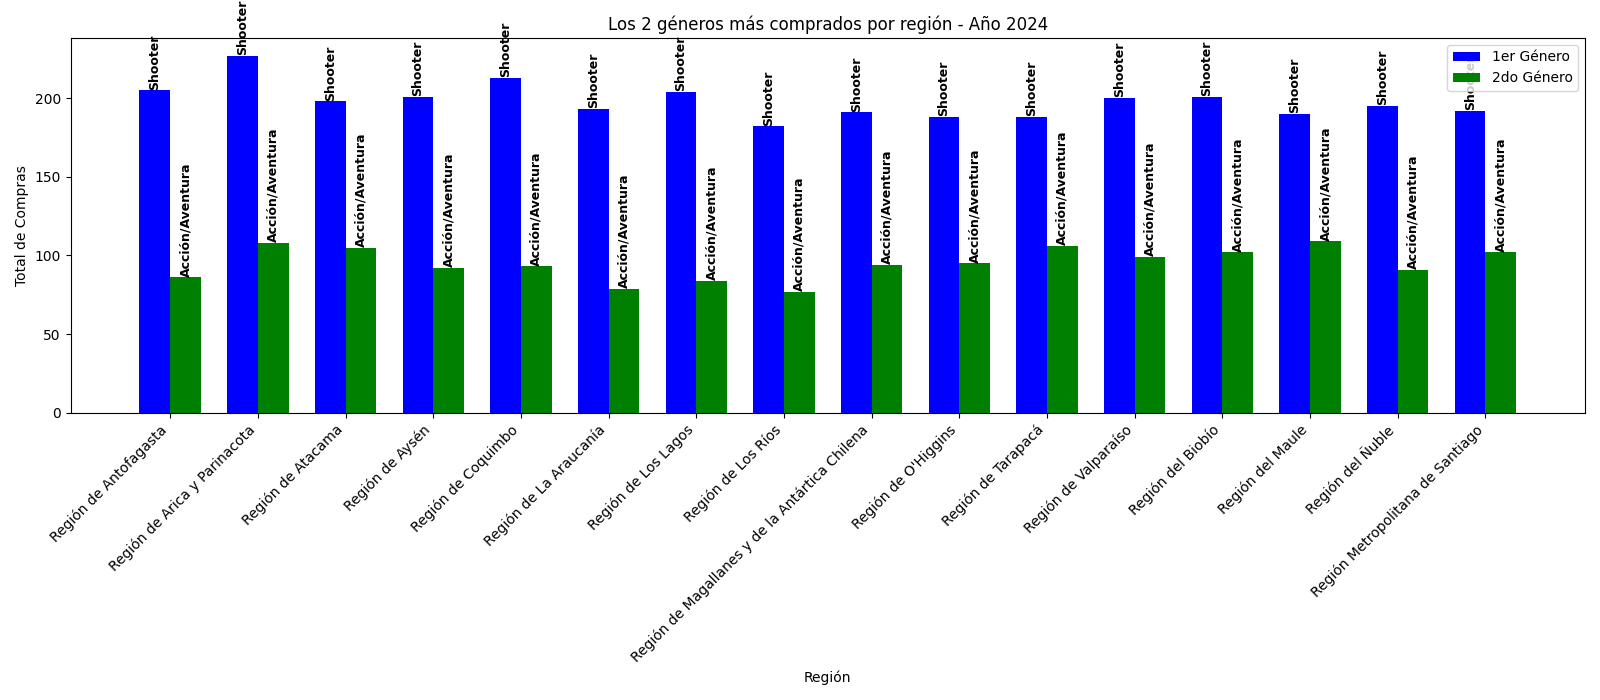 Los 2 géneros más comprados por región - Año 2024
1er Género
2do Género
Total de Compras
200
150
100
50
0
Shooter
Acción/Aventura
Shooter
Acción/Aventura
Shooter
Acción/Aventura
Shooter
Acción/Aventura
Shooter
Acción/Aventura
Shooter
Acción/Aventura
Shooter
Acción/Aventura
Shooter
Acción/Aventura
Shooter
Acción/Aventura
Shooter
Acción/Aventura
Shooter
Acción/Aventura
Shooter
Acción/Aventura
Shooter
Acción/Aventura
Shooter
Acción/Aventura
Shooter
Acción/Aventura
Shooter
Acción/Aventura
Región de Antofagasta
Región de Arica y Parinacota
Región de Atacama
Región de Aysén
Región de Coquimbo
Región de La Araucanía
Región de Los Lagos
Región de Los Ríos
Región de Magallanes y de la Antártica Chilena
Región de O'Higgins
Región de Tarapacá
Región de Valparaíso
Región del Biobío
Región del Maule
Región del Ñuble
Región Metropolitana de Santiago
Región